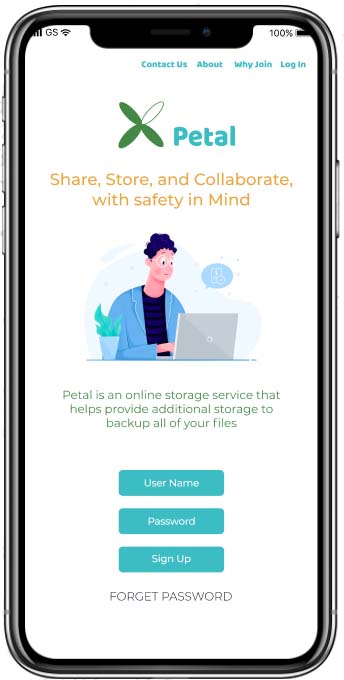 GS 100%
Contact Us About Why Join Log In
Petal
Share, Store, and Collaborate,
with safety in Mind
Petal is an online storage service that
helps provide additional storage to
backup all of your files
User Name
Password
Sign Up
FORGET PASSWORD